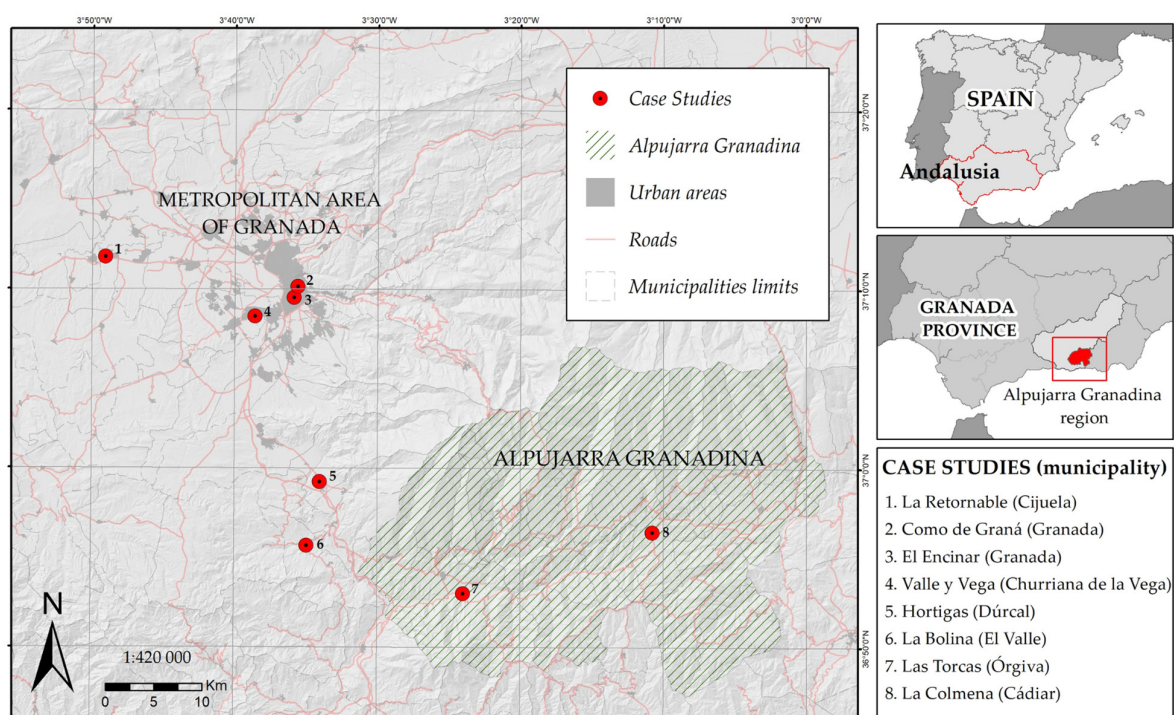 3°50'0"W
3°40'0"W
3°30'0"W
3°20'0"W
3°10'0"W
3°0'0"W
37°20'0"N
37°10'0"N
37°0'0"N
36°50'0"N
METROPOLITAN AREA
OF GRANADA
1
2
3
4
5
6
7
8
ALPUJARRA GRANADINA
Case Studies
Alpujarra Granadina
Urban areas
Roads
Municipalities limits
N
1:420 000
Km
0 5 10
SPAIN
Andalusia
GRANADA
PROVINCE
Alpujarra Granadina
region
CASE STUDIES (municipality)
1. La Retornable (Cijuela)
2. Como de Graná (Granada)
3. El Encinar (Granada)
4. Valle y Vega (Churriana de la Vega)
5. Hortigas (Dúrcal)
6. La Bolina (El Valle)
7. Las Torcas (Órgiva)
8. La Colmena (Cádiar)